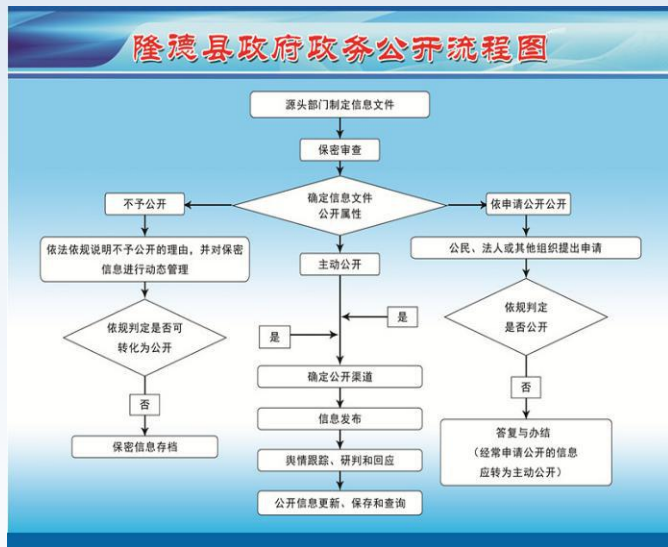 隆德县政府政务公开流程图
源头部门制定信息文件
保密审查
确定信息文件
公开属性
不予公开
依申请公开公开
依法依规说明不予公开的理由，并对保密
信息进行动态管理
主动公开
公民、法人或其他组织提出申请
依规判定是否可
转化为公开
是
是
依规判定
是否公开
确定公开渠道
否
否
信息发布
保密信息存档
答复与办结
（经常申请公开的信息
应转为主动公开）
舆情跟踪、研判和回应
公开信息更新、保存和查询